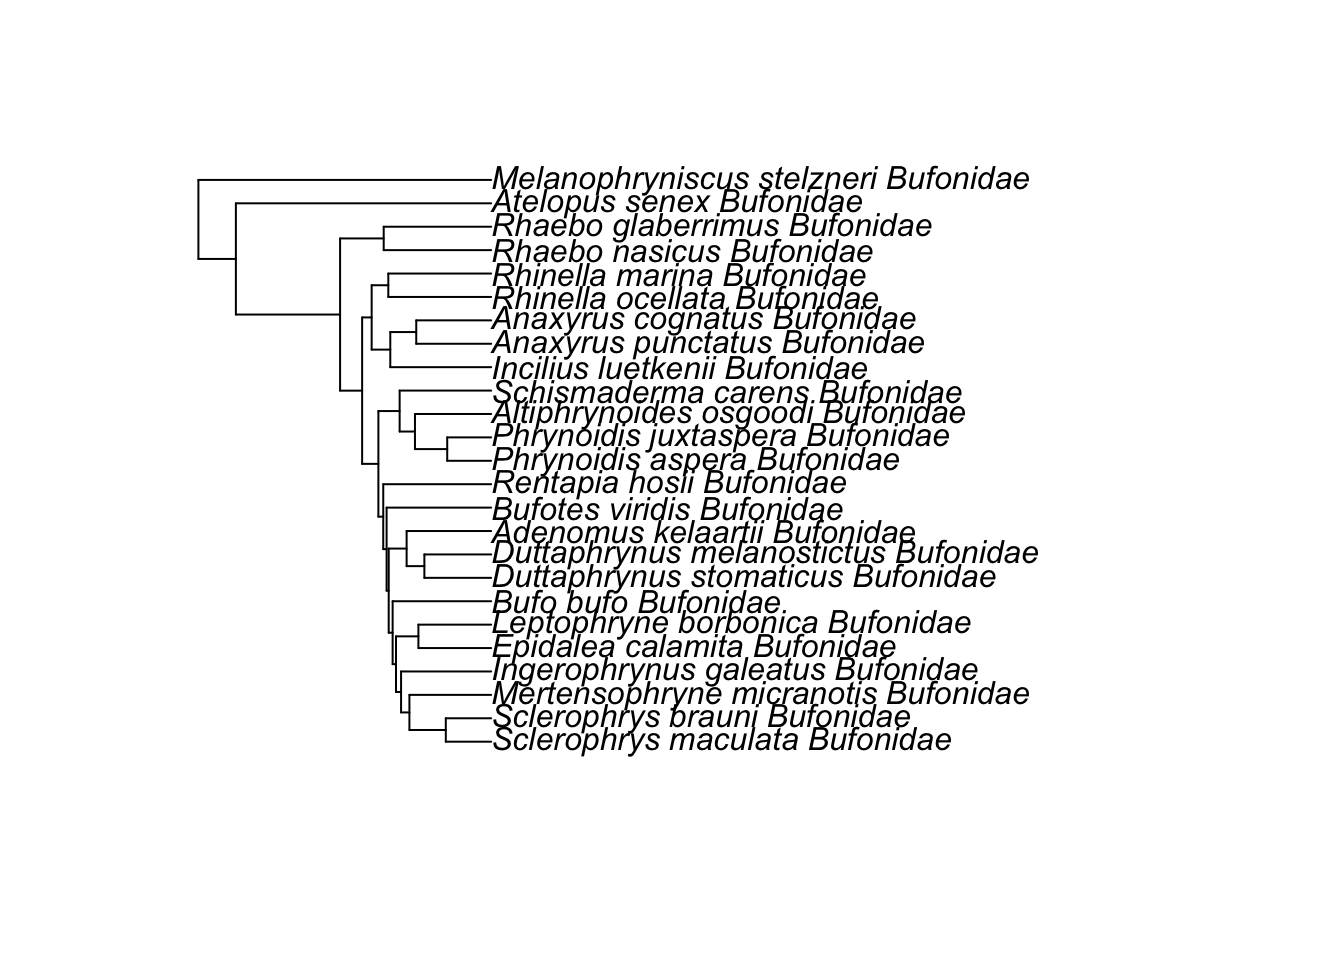 Melanophryniscus stelzneri Bufonidae
Atelopus senex Bufonidae
Rhaebo glaberrimus Bufonidae
Rhaebo nasicus Bufonidae
Rhinella marina Bufonidae
Rhinella ocellata Bufonidae
Anaxyrus cognatus Bufonidae
Anaxyrus punctatus Bufonidae
Incilius luetkenii Bufonidae
Schismaderma carens Bufonidae
Altiphrynoides osgoodi Bufonidae
Phrynoidis juxtaspera Bufonidae
Phrynoidis aspera Bufonidae
Rentapia hosii Bufonidae
Bufotes viridis Bufonidae
Adenomus kelaartii Bufonidae
Duttaphrynus melanostictus Bufonidae
Duttaphrynus stomaticus Bufonidae
Bufo bufo Bufonidae
Leptophryne borbonica Bufonidae
Epidalea calamita Bufonidae
Ingerophrynus galeatus Bufonidae
Mertensophryne micranotis Bufonidae
Sclerophrys brauni Bufonidae
Sclerophrys maculata Bufonidae